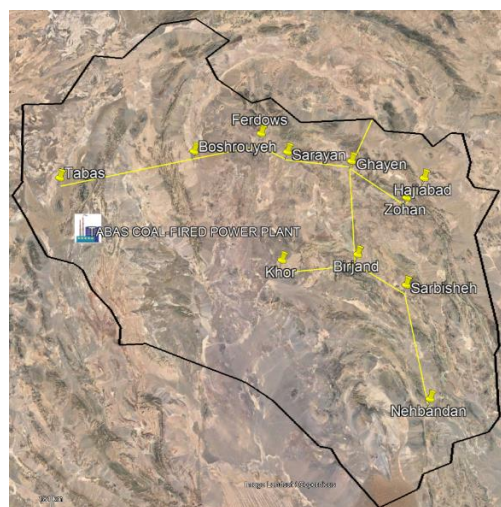 Ferdows
Boshrouyeh
Sarayan
Ghayen
Tabas
Hajiabad
Zohan
TABAS COAL-FIRED POWER PLANT
Khor
Birjand
Sarbisheh
Nehbandan